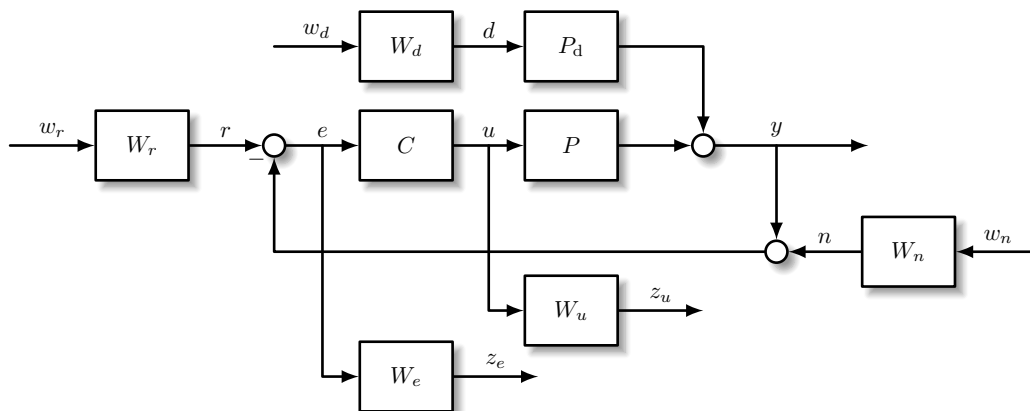 w_d W_d d P_d
w_r W_r r − e C u P y
n W_n w_n
W_u z_u
W_e z_e